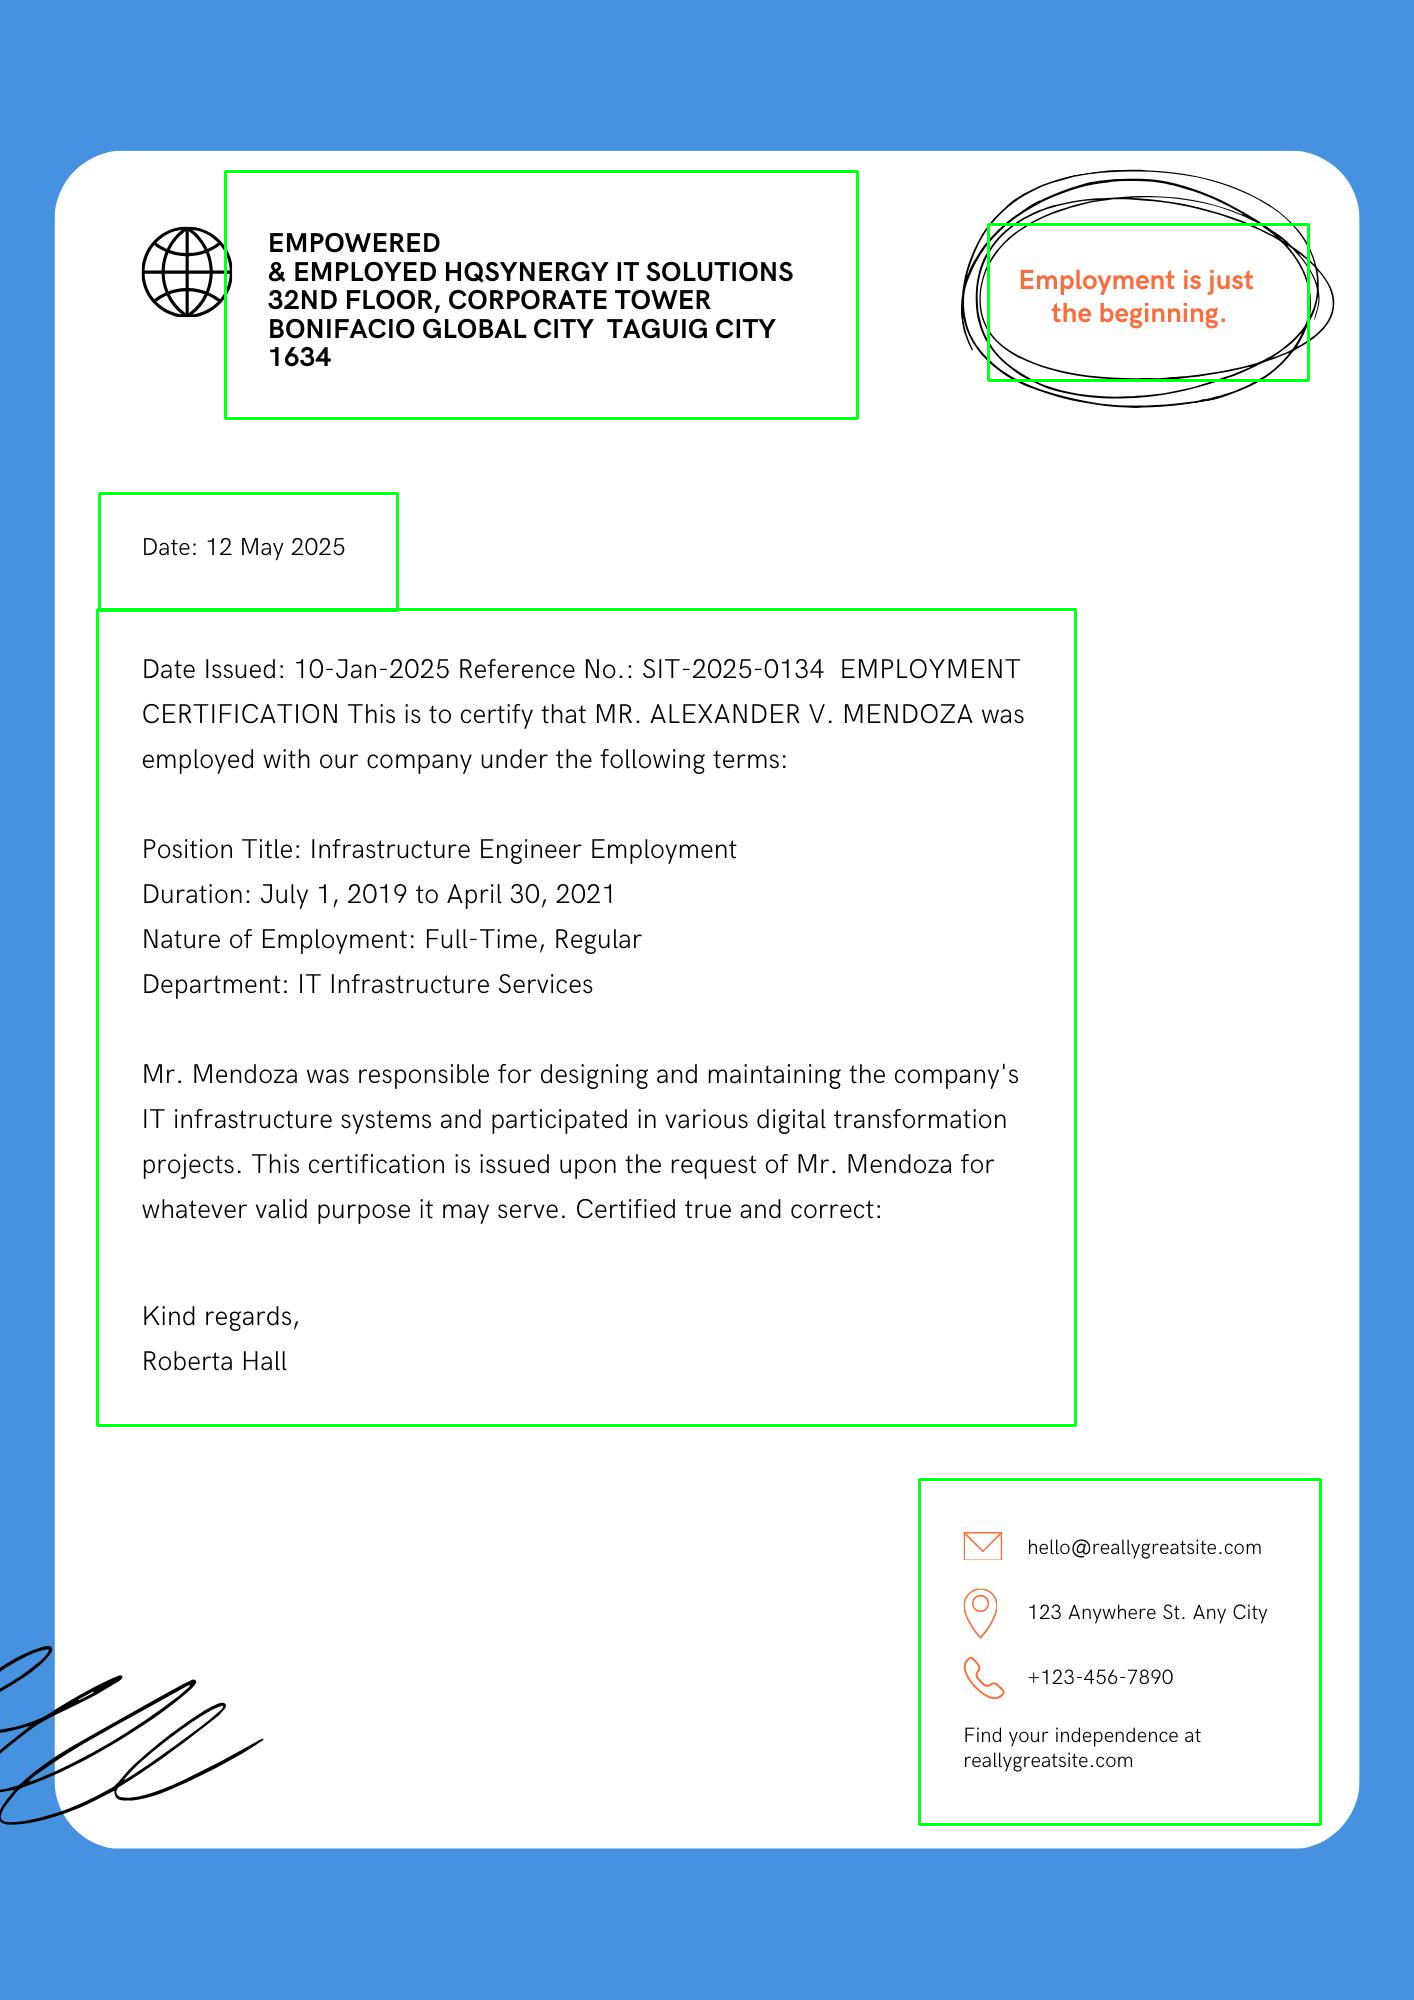 EMPOWERED
& EMPLOYED HQSYNERGY IT SOLUTIONS
32ND FLOOR, CORPORATE TOWER
BONIFACIO GLOBAL CITY  TAGUIG CITY
1634
Employment is just
the beginning.
Date: 12 May 2025
Date Issued: 10-Jan-2025 Reference No.: SIT-2025-0134  EMPLOYMENT
CERTIFICATION This is to certify that MR. ALEXANDER V. MENDOZA was
employed with our company under the following terms:
Position Title: Infrastructure Engineer Employment
Duration: July 1, 2019 to April 30, 2021
Nature of Employment: Full-Time, Regular
Department: IT Infrastructure Services
Mr. Mendoza was responsible for designing and maintaining the company's
IT infrastructure systems and participated in various digital transformation
projects. This certification is issued upon the request of Mr. Mendoza for
whatever valid purpose it may serve. Certified true and correct:
Kind regards,
Roberta Hall
hello@reallygreatsite.com
123 Anywhere St. Any City
+123-456-7890
Find your independence at
reallygreatsite.com